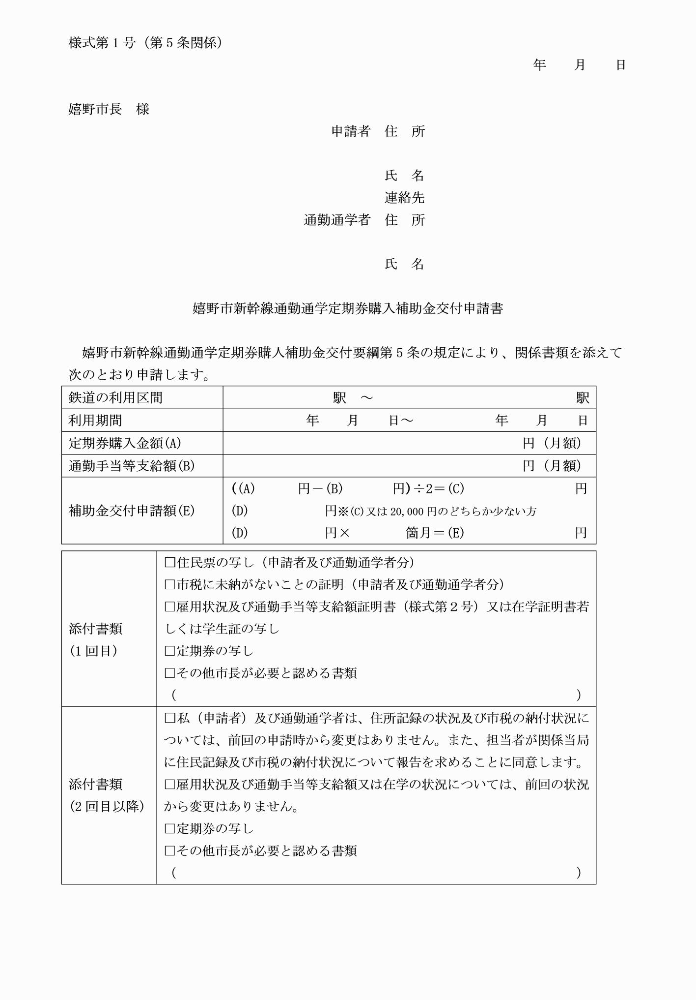 様式第1号（第5条関係）
年　　月　　日
嬉野市長　様
申請者　住　所
氏　名
連絡先
通勤通学者　住　所
氏　名
嬉野市新幹線通勤通学定期券購入補助金交付申請書
嬉野市新幹線通勤通学定期券購入補助金交付要綱第5条の規定により、関係書類を添えて
次のとおり申請します。
鉄道の利用区間　　　　駅　～　　　　駅
利用期間　　　　年　　月　　日～　　　　年　　月　　日
定期券購入金額(A)　　　　円（月額）
通勤手当等支給額(B)　　　　円（月額）
((A)　　　円－(B)　　　円)÷2＝(C)　　　　円
補助金交付申請額(E)　(D)　　　　円※(C)又は20,000円のどちらか少ない方
(D)　　　　円×　　　　箇月＝(E)　　　　円
□住民票の写し（申請者及び通勤通学者分）
□市税に未納がないことの証明（申請者及び通勤通学者分）
□雇用状況及び通勤手当等支給額証明書（様式第2号）又は在学証明書若
添付書類　しくは学生証の写し
（1回目）　□定期券の写し
□その他市長が必要と認める書類
（　　　　　　　　　　）
□私（申請者）及び通勤通学者は、住所記録の状況及び市税の納付状況に
ついては、前回の申請時から変更はありません。また、担当者が関係当局
に住民記録及び市税の納付状況について報告を求めることに同意します。
添付書類　□雇用状況及び通勤手当等支給額又は在学の状況については、前回の状況
（2回目以降）　から変更はありません。
□定期券の写し
□その他市長が必要と認める書類
（　　　　　　　　　　）